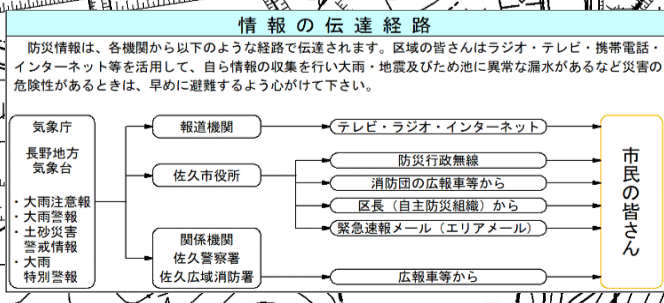 情報の伝達経路
防災情報は、各機関から以下のような経路で伝達されます。区域の皆さんはラジオ・テレビ・携帯電話・
インターネット等を活用して、自ら情報の収集を行い大雨・地震及びため池に異常な漏水があるなど災害の
危険性があるときは、早めに避難するよう心がけて下さい。
気象庁
長野地方
気象台
・大雨注意報
・大雨警報
・土砂災害
警戒情報
・大雨
特別警報
報道機関
佐久市役所
関係機関
佐久警察署
佐久広域消防署
テレビ・ラジオ・インターネット
防災行政無線
消防団の広報車等から
区長（自主防災組織）から
緊急速報メール（エリアメール）
広報車等から
市民の皆さん